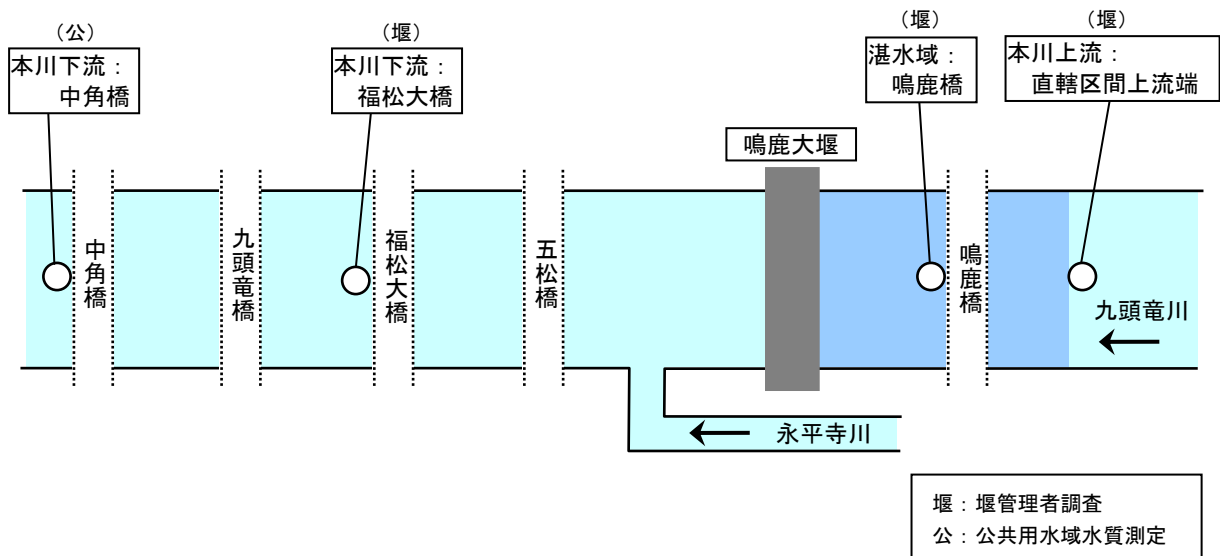 （公）
本川下流：
中角橋
（堰）
本川下流：
福松大橋
（堰）
湛水域：
鳴鹿橋
（堰）
本川上流：
直轄区間上流端
鳴鹿大堰
中角橋
九頭竜橋
福松大橋
五松橋
鳴鹿橋
九頭竜川
永平寺川
堰：堰管理者調査
公：公共用水域水質測定